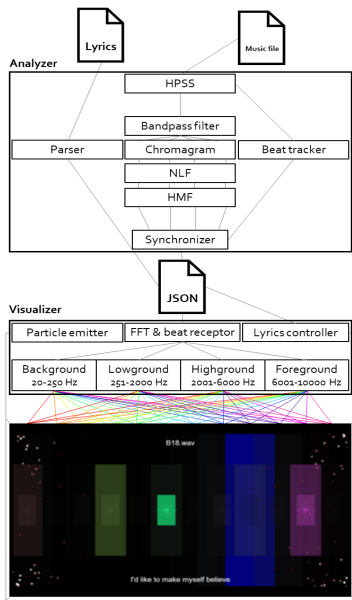 Lyrics
Music file
Analyzer
HPSS
Bandpass filter
Parser
Chromagram
Beat tracker
NLF
HMF
Synchronizer
JSON
Visualizer
Particle emitter
FFT & beat receptor
Lyrics controller
Background
20-250 Hz
Lowground
251-2000 Hz
Highground
2001-6000 Hz
Foreground
6001-10000 Hz
B18.wav
I'd like to make myself believe